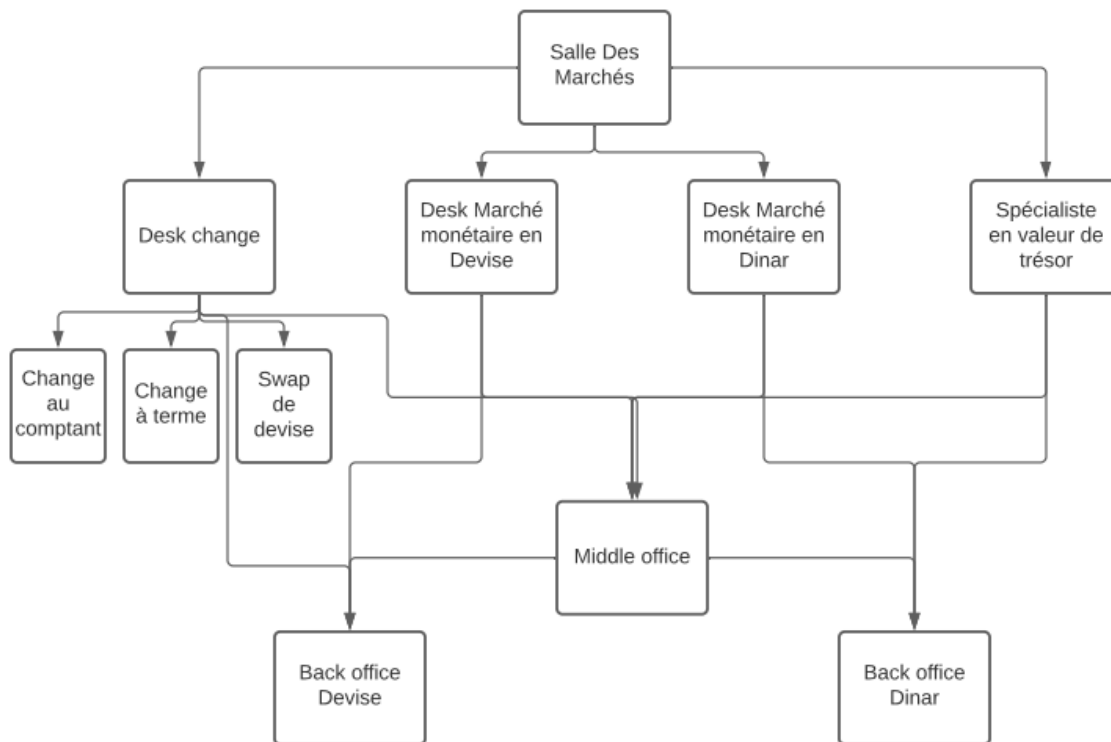 Salle Des
Marchés
Desk change
Desk Marché
monétaire en
Devise
Desk Marché
monétaire en
Dinar
Spécialiste
en valeur de
trésor
Change
au
comptant
Change
à terme
Swap
de
devise
Middle office
Back office
Devise
Back office
Dinar